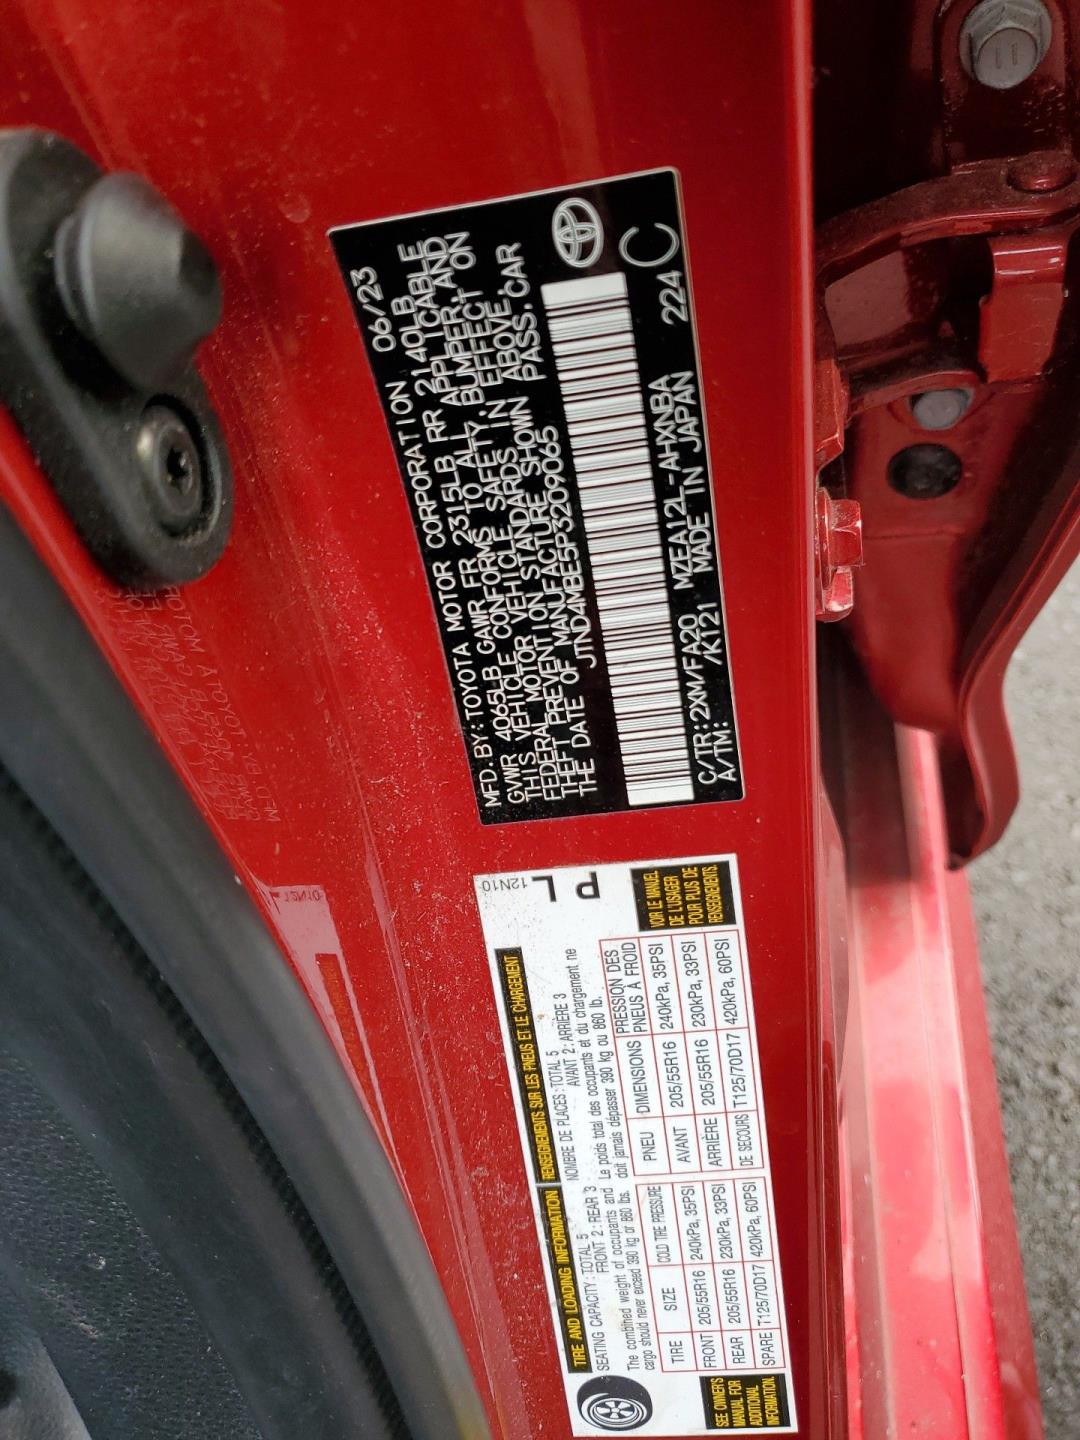 MFD.BY:TOYOTA MOTOR CORPORATION 06/23
GVWR 4065LB GAWR FR 2315LB RR 2140LB
THIS VEHICLE CONFORMS TO ALL APPLICABLE
FEDERAL MOTOR VEHICLE SAFETY, BUMPER, AND
THEFT PREVENTION STANDARDS IN EFFECT ON
THE DATE OF MANUFACTURE SHOWN ABOVE.
JTND4MBE5P3209065 PASS.CAR
C/TR:2XM/FA20 MZEA12L-AHXNBA 224
A/TM: /K121 MADE IN JAPAN C
12N10
L
TIRE AND LOADING INFORMATION
RENSEIGNEMENTS SUR LES PNEUS ET LE CHARGEMENT
SEATING CAPACITY:TOTAL 5
FRONT 2:REAR 3
NOMBRE DE PLACES:TOTAL 5
AVANT 2:ARRIÈRE 3
The combined weight of occupants and
cargo should never exceed 390 kg or 860 lbs.
Le poids total des occupants et du chargement ne
doit jamais dépasser 390 kg ou 860 lb.
TIRE SIZE COLD TIRE PRESSURE
FRONT 205/55R16 240kPa, 35PSI
REAR 205/55R16 230kPa, 33PSI
SPARE T125/70D17 420kPa, 60PSI
PNEU DIMENSIONS PRESSION DES PNEUS À FROID
AVANT 205/55R16 240kPa, 35PSI
ARRIÈRE 205/55R16 230kPa, 33PSI
DE SECOURS T125/70D17 420kPa, 60PSI
SEE OWNER'S
MANUAL FOR
ADDITIONAL
INFORMATION.
VOIR LE MANUEL
DE L'USAGER
POUR PLUS DE
RENSEIGNEMENTS.